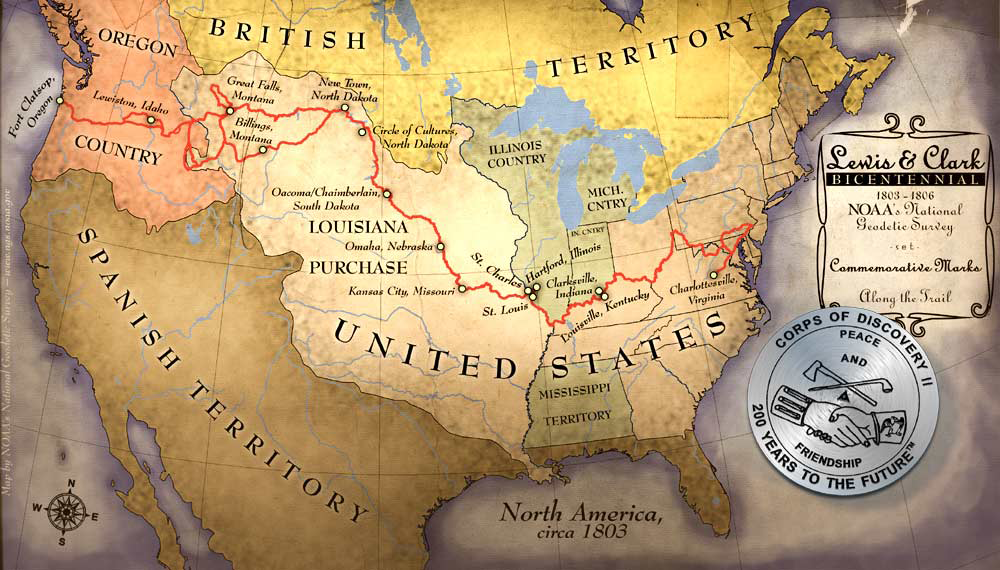 OREGON
COUNTRY
BRITISH
TERRITORY
Fort Clatsop,
Oregon
Lewiston, Idaho
Great Falls,
Montana
Billings,
Montana
New Town,
North Dakota
Circle of Cultures,
North Dakota
Oacoma/Chamberlain,
South Dakota
LOUISIANA
PURCHASE
Omaha, Nebraska
Kansas City, Missouri
ILLINOIS
COUNTRY
MICH.
CNTRY
IN. CNTRY
St. Charles
Hartford, Illinois
St. Louis
Clarksville,
Indiana
Louisville, Kentucky
Charlottesville,
Virginia
UNITED STATES
MISSISSIPPI
TERRITORY
SPANISH TERRITORY
Lewis & Clark
BICENTENNIAL
1803 - 1806
NOAA's National
Geodetic Survey
- set -
Commemorative Marks
Along the Trail
CORPS OF DISCOVERY II
PEACE
AND
FRIENDSHIP
200 YEARS TO THE FUTURE™
North America,
circa 1803
N
W
E
S
Map by NOAA's National Geodetic Survey – www.ngs.noaa.gov